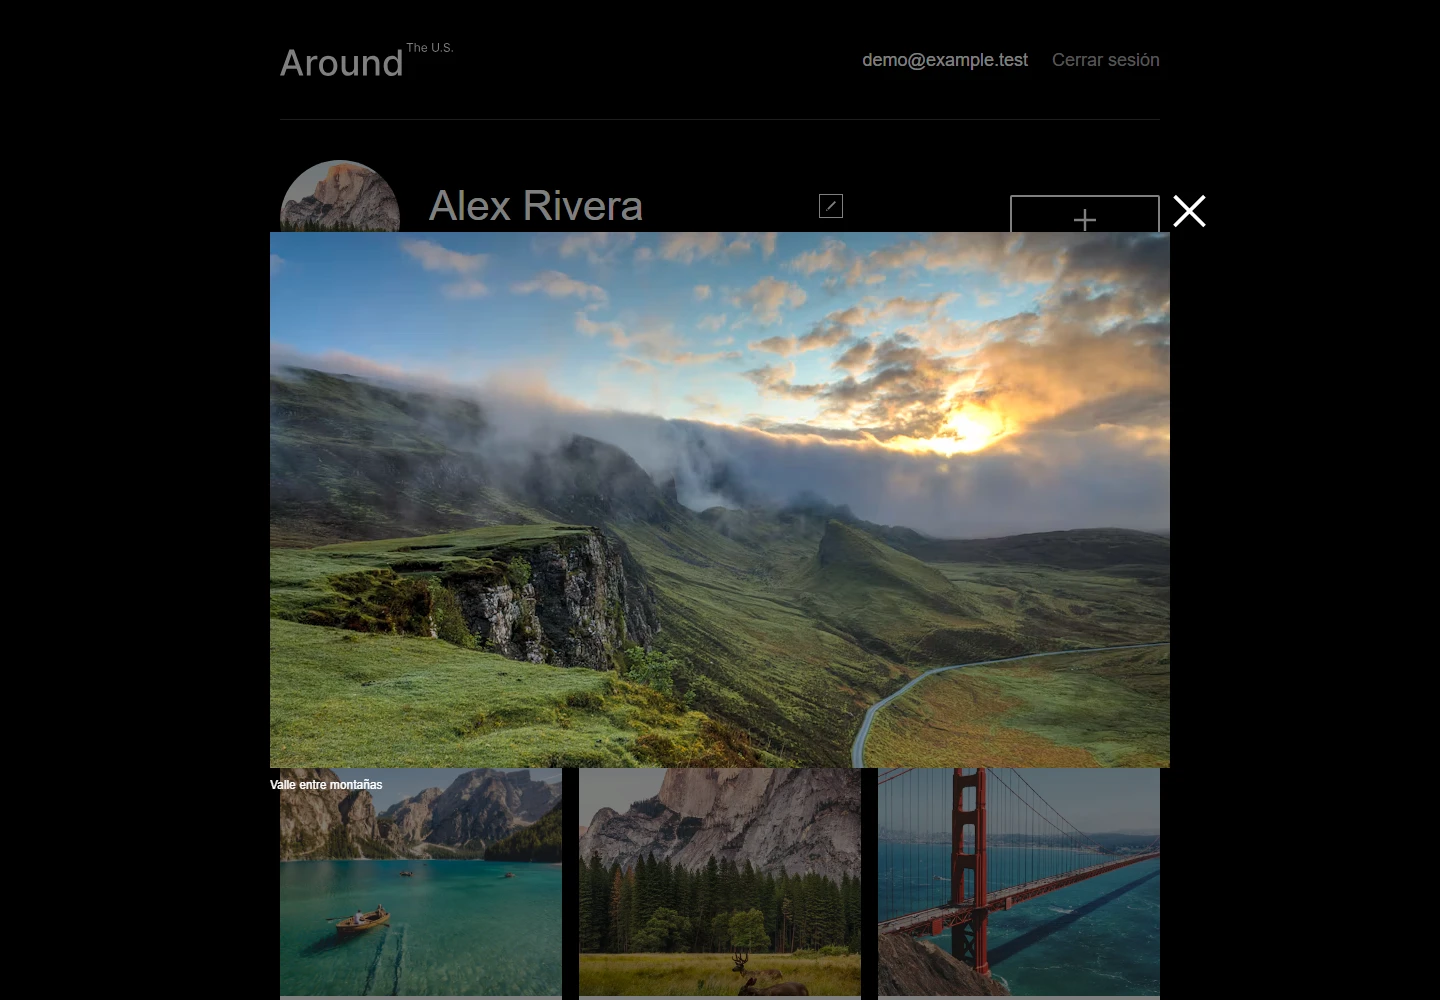 Around The U.S.
demo@example.test Cerrar sesión
Alex Rivera
Valle entre montañas